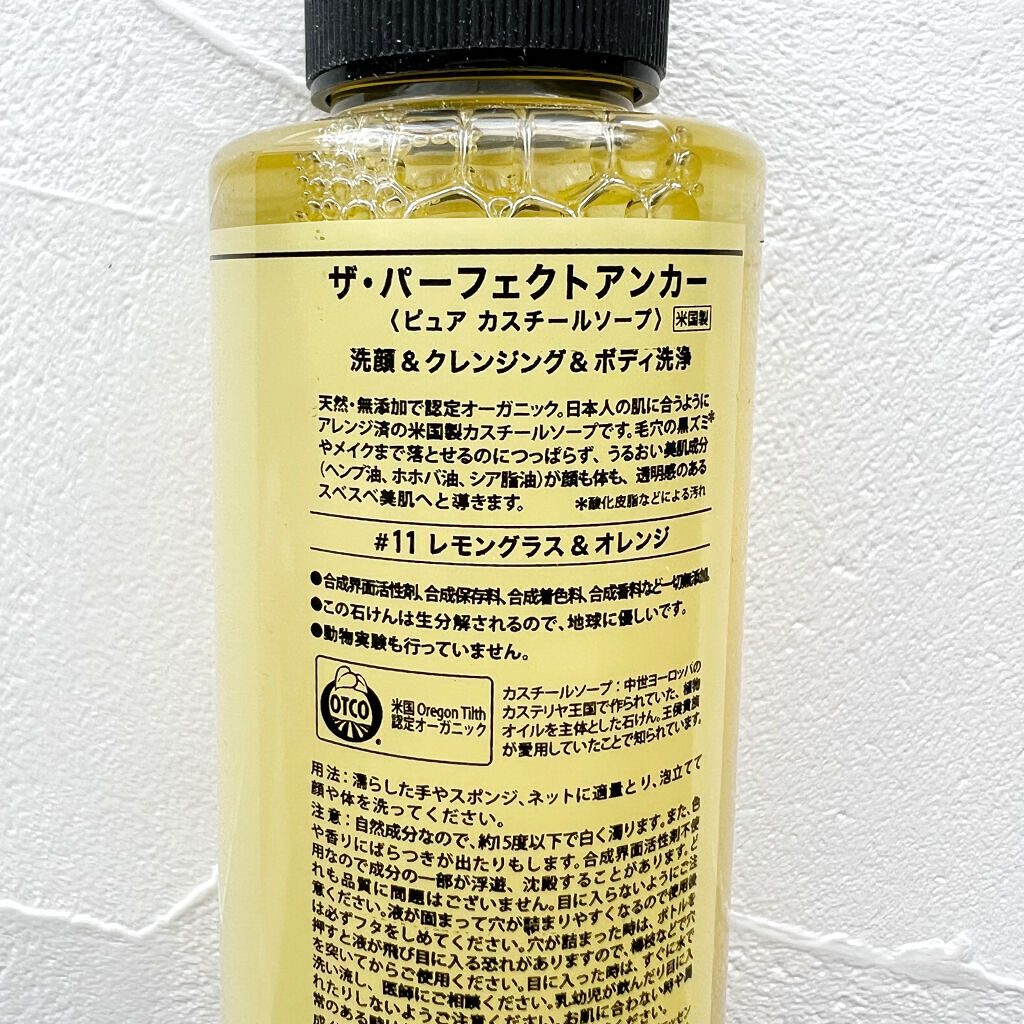 ザ・パーフェクトアンカー
〈ピュア カスチールソープ〉 米国製
洗顔＆クレンジング＆ボディ洗浄
天然・無添加で認定オーガニック。日本人の肌に合うように
アレンジ済の米国製カスチールソープです。毛穴の黒ズミ*
やメイクまで落とせるのにつっぱらず、うるおい美肌成分
(ヘンプ油、ホホバ油、シア脂油)が顔も体も、透明感のある
スベスベ美肌へと導きます。 *酸化皮脂などによる汚れ
#11 レモングラス＆オレンジ
●合成界面活性剤、合成保存料、合成着色料、合成香料など一切無添加。
●この石けんは生分解されるので、地球に優しいです。
●動物実験も行っていません。
OTCO
米国 Oregon Tilth
認定オーガニック
カスチールソープ：中世ヨーロッパの
カステリヤ王国で作られていた、植物
オイルを主体とした石けん。王侯貴族
が愛用していたことで知られています。
用法：濡らした手やスポンジ、ネットに適量とり、泡立てて
顔や体を洗ってください。
注意：自然成分なので、約15度以下で白く濁ります。また、色
や香りにばらつきが出たりもします。合成界面活性剤不使
用なので成分の一部が浮遊、沈殿することがあります。ど
れも品質に問題はございません。目に入らないようにご注
意ください。液が固まって穴が詰まりやすくなるので使用後
は必ずフタをしめてください。穴が詰まった時は、ボトルを
押すと液が飛び目に入る恐れがありますので、楊枝などで穴
を突いてからご使用ください。目に入った時は、すぐに水で
洗い流し、医師にご相談ください。乳幼児が飲んだり目に入
れたりしないようご注意ください。お肌に合わない時や異
常のある時は